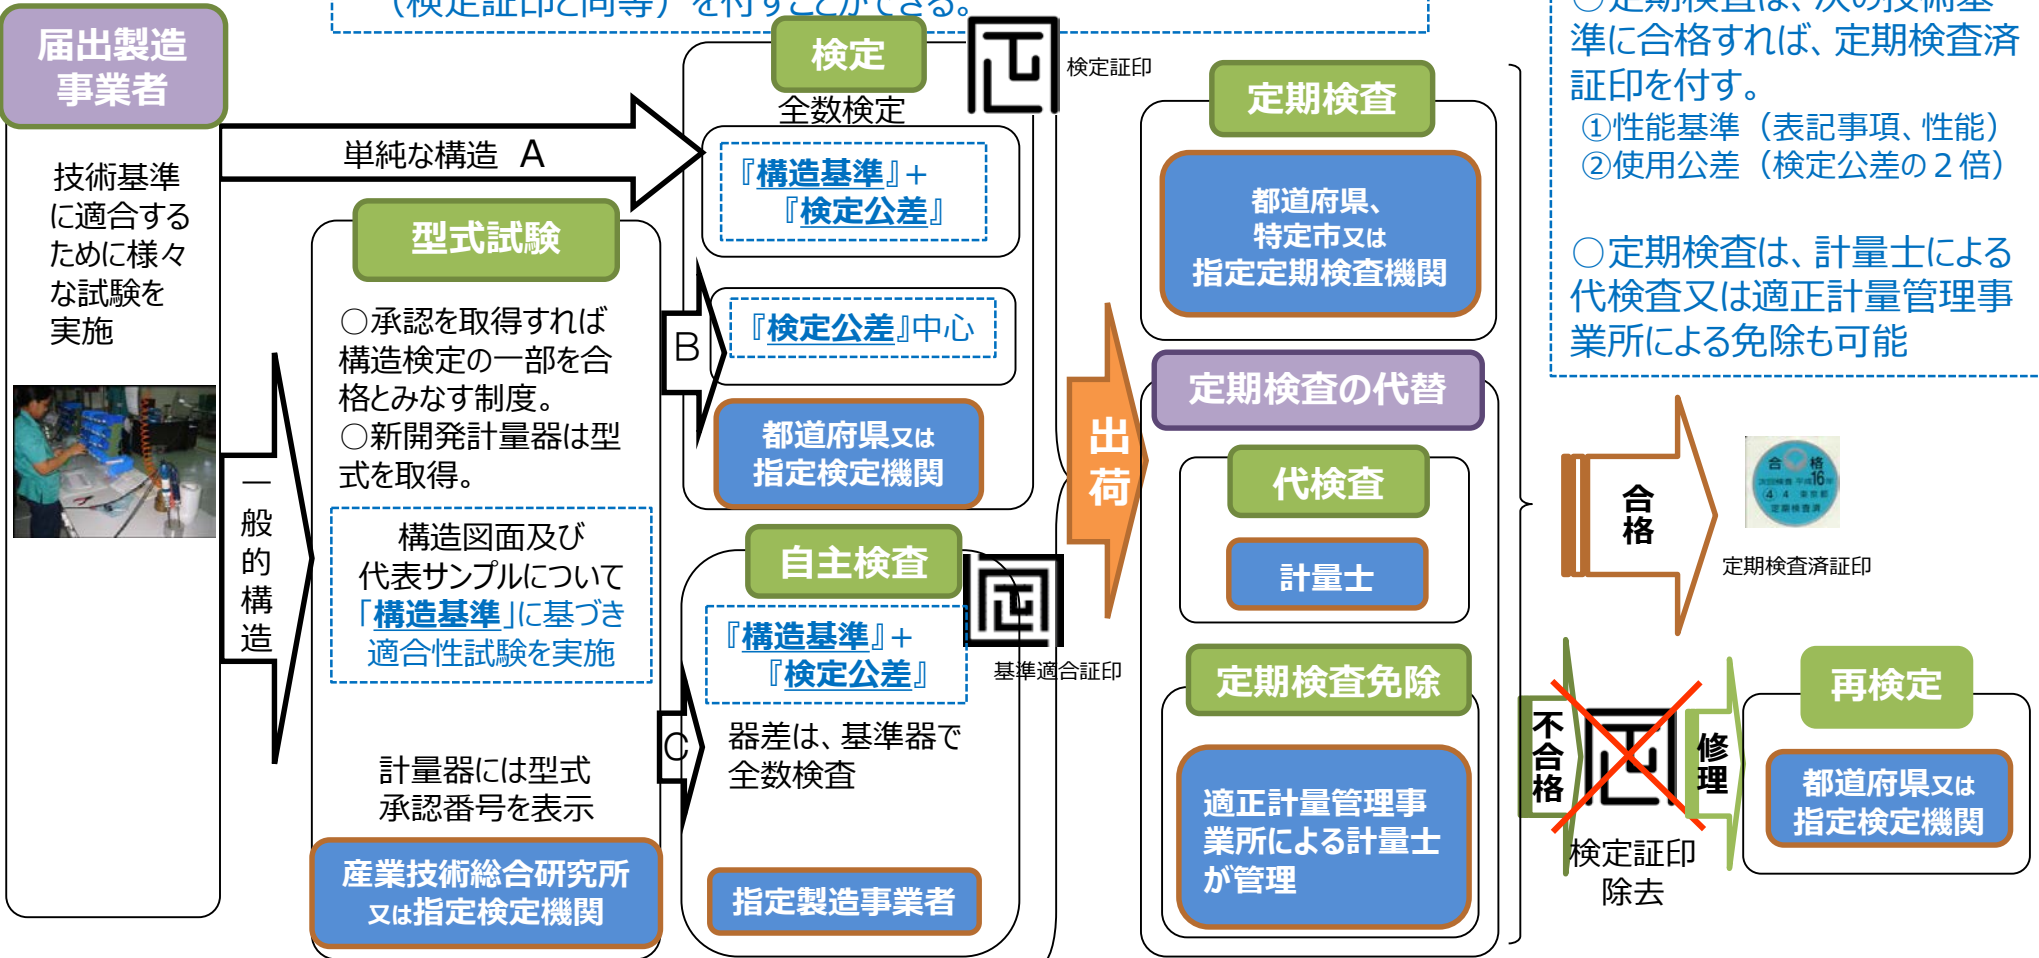 （検定証印と同等）を付すことができる。
届出製造
事業者
技術基準
に適合する
ために様々
な試験を
実施
単純な構造 A
一般的構造
型式試験
○承認を取得すれば
構造検定の一部を合
格とみなす制度。
○新開発計量器は型
式を取得。
構造図面及び
代表サンプルについて
「構造基準」に基づき
適合性試験を実施
計量器には型式
承認番号を表示
産業技術総合研究所
又は指定検定機関
B
C
検定
検定証印
全数検定
『構造基準』＋
『検定公差』
『検定公差』中心
都道府県又は
指定検定機関
自主検査
『構造基準』＋
『検定公差』
基準適合証印
器差は、基準器で
全数検査
指定製造事業者
出荷
定期検査
都道府県、
特定市又は
指定定期検査機関
定期検査の代替
代検査
計量士
定期検査免除
適正計量管理事
業所による計量士
が管理
○定期検査は、次の技術基
準に合格すれば、定期検査済
証印を付す。
①性能基準（表記事項、性能）
②使用公差（検定公差の２倍）
○定期検査は、計量士による
代検査又は適正計量管理事
業所による免除も可能
合格
合 格
平成16年
④ 4 東京都
定期検査済
定期検査済証印
不合格
検定証印
除去
修理
再検定
都道府県又は
指定検定機関